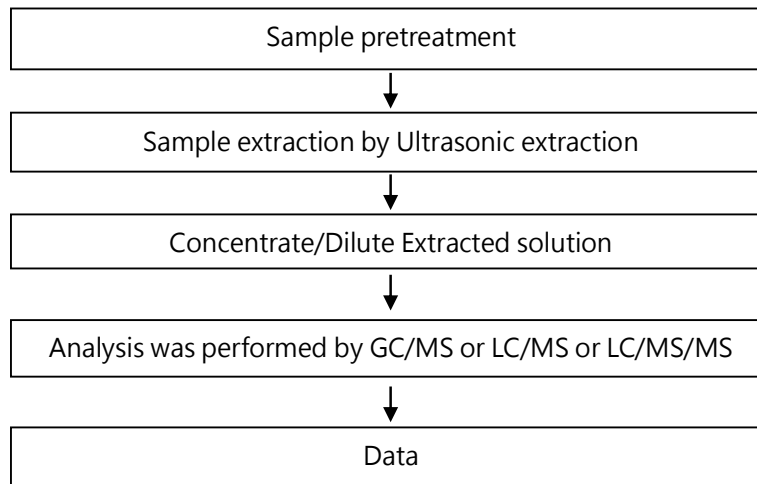 Sample pretreatment
Sample extraction by Ultrasonic extraction
Concentrate/Dilute Extracted solution
Analysis was performed by GC/MS or LC/MS or LC/MS/MS
Data